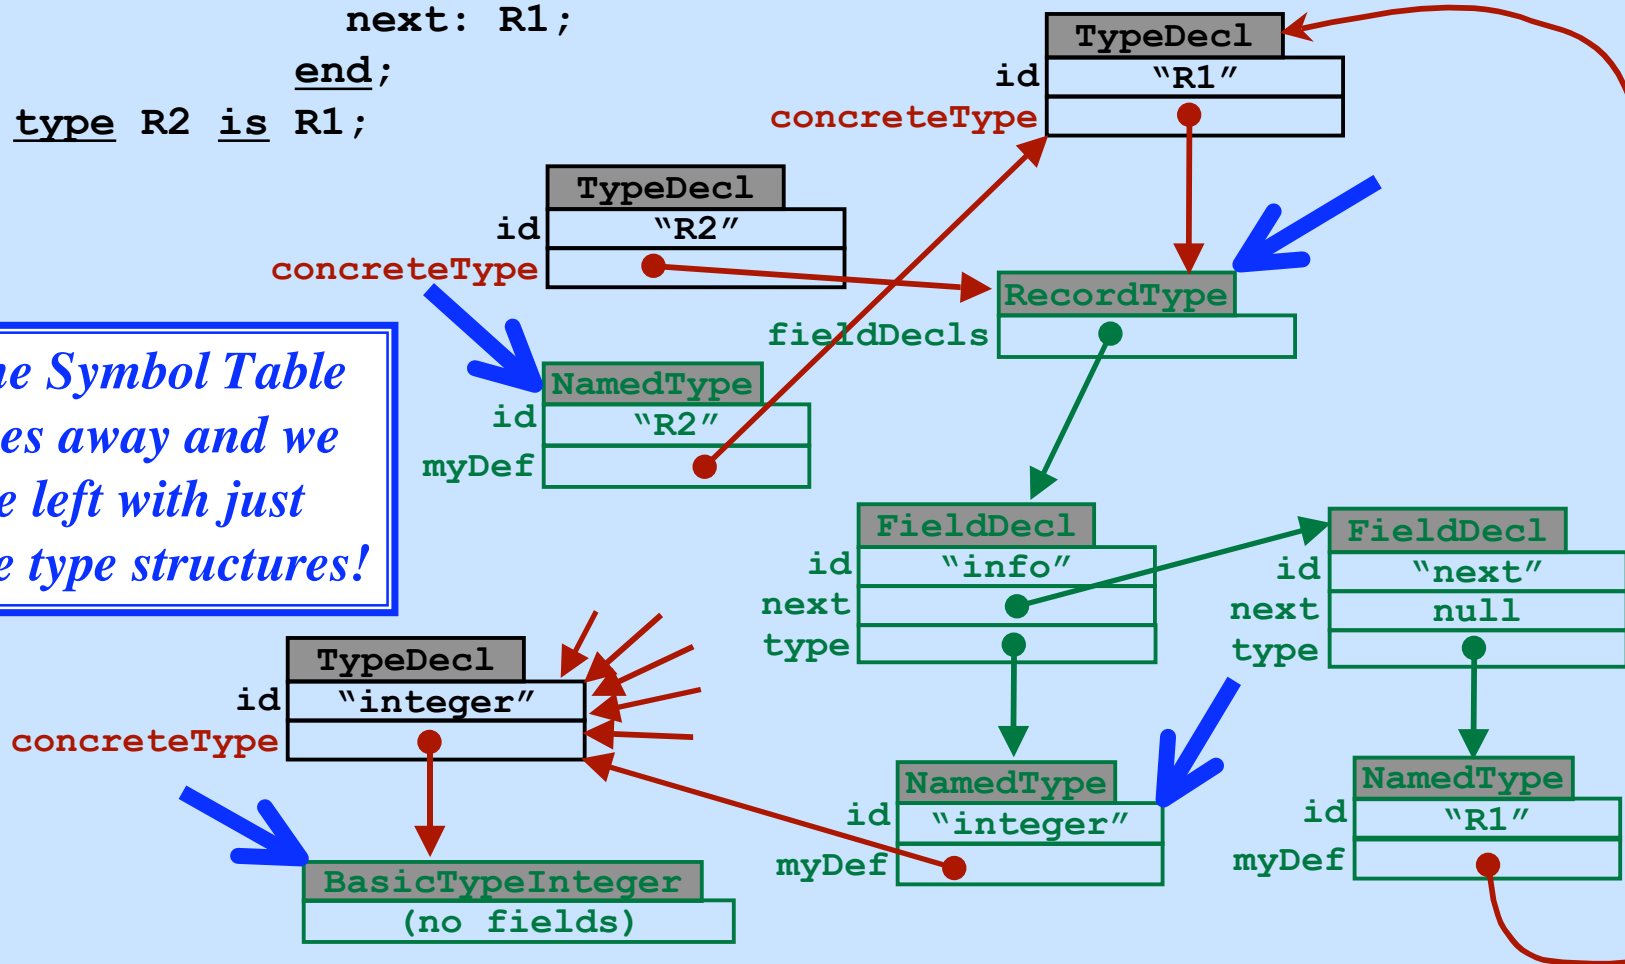 next: R1;
end;
type R2 is R1;
TypeDecl
id "R1"
concreteType
TypeDecl
id "R2"
concreteType
RecordType
fieldDecls
Symbol Table
away and we
left with just
type structures!
NamedType
id "R2"
myDef
FieldDecl
id "info"
next
type
FieldDecl
id "next"
next null
type
TypeDecl
id "integer"
concreteType
NamedType
id "integer"
myDef
NamedType
id "R1"
myDef
BasicTypeInteger
(no fields)